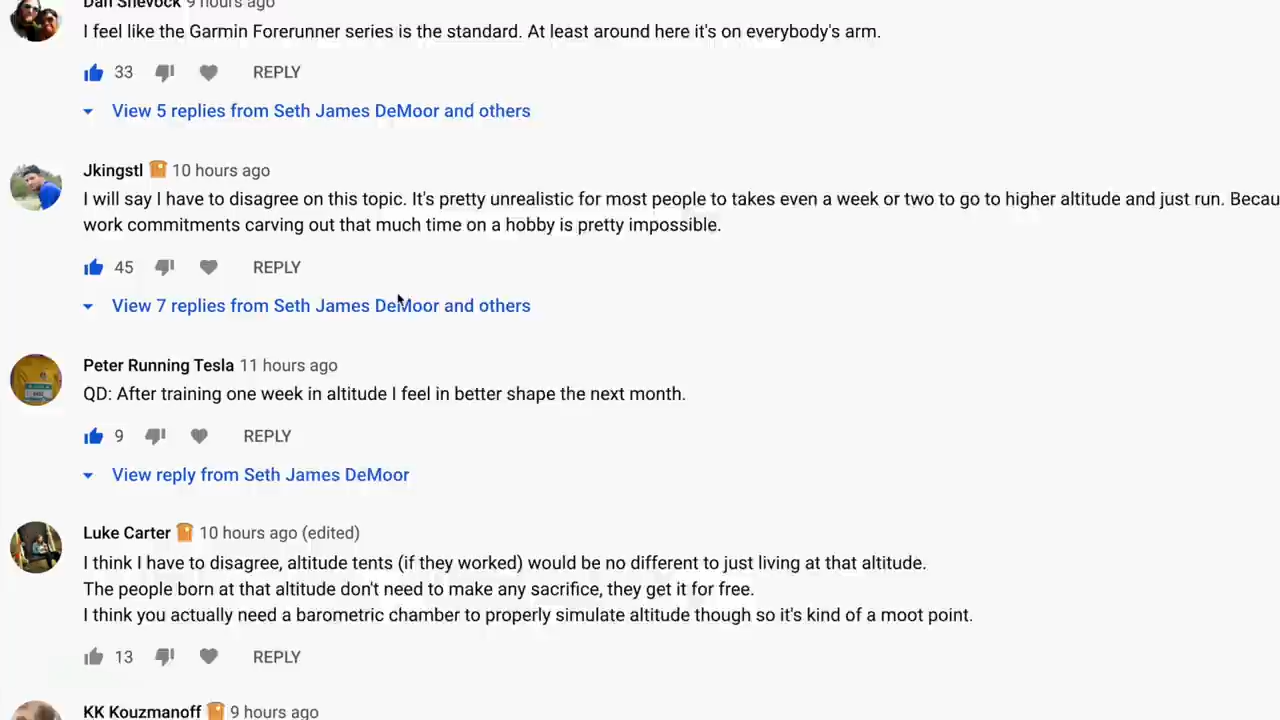 Dan Shevock 9 hours ago
I feel like the Garmin Forerunner series is the standard. At least around here it's on everybody's arm.
33 REPLY
View 5 replies from Seth James DeMoor and others
Jkingstl 10 hours ago
I will say I have to disagree on this topic. It's pretty unrealistic for most people to takes even a week or two to go to higher altitude and just run. Becau
work commitments carving out that much time on a hobby is pretty impossible.
45 REPLY
View 7 replies from Seth James DeMoor and others
Peter Running Tesla 11 hours ago
QD: After training one week in altitude I feel in better shape the next month.
9 REPLY
View reply from Seth James DeMoor
Luke Carter 10 hours ago (edited)
I think I have to disagree, altitude tents (if they worked) would be no different to just living at that altitude.
The people born at that altitude don't need to make any sacrifice, they get it for free.
I think you actually need a barometric chamber to properly simulate altitude though so it's kind of a moot point.
13 REPLY
KK Kouzmanoff 9 hours ago